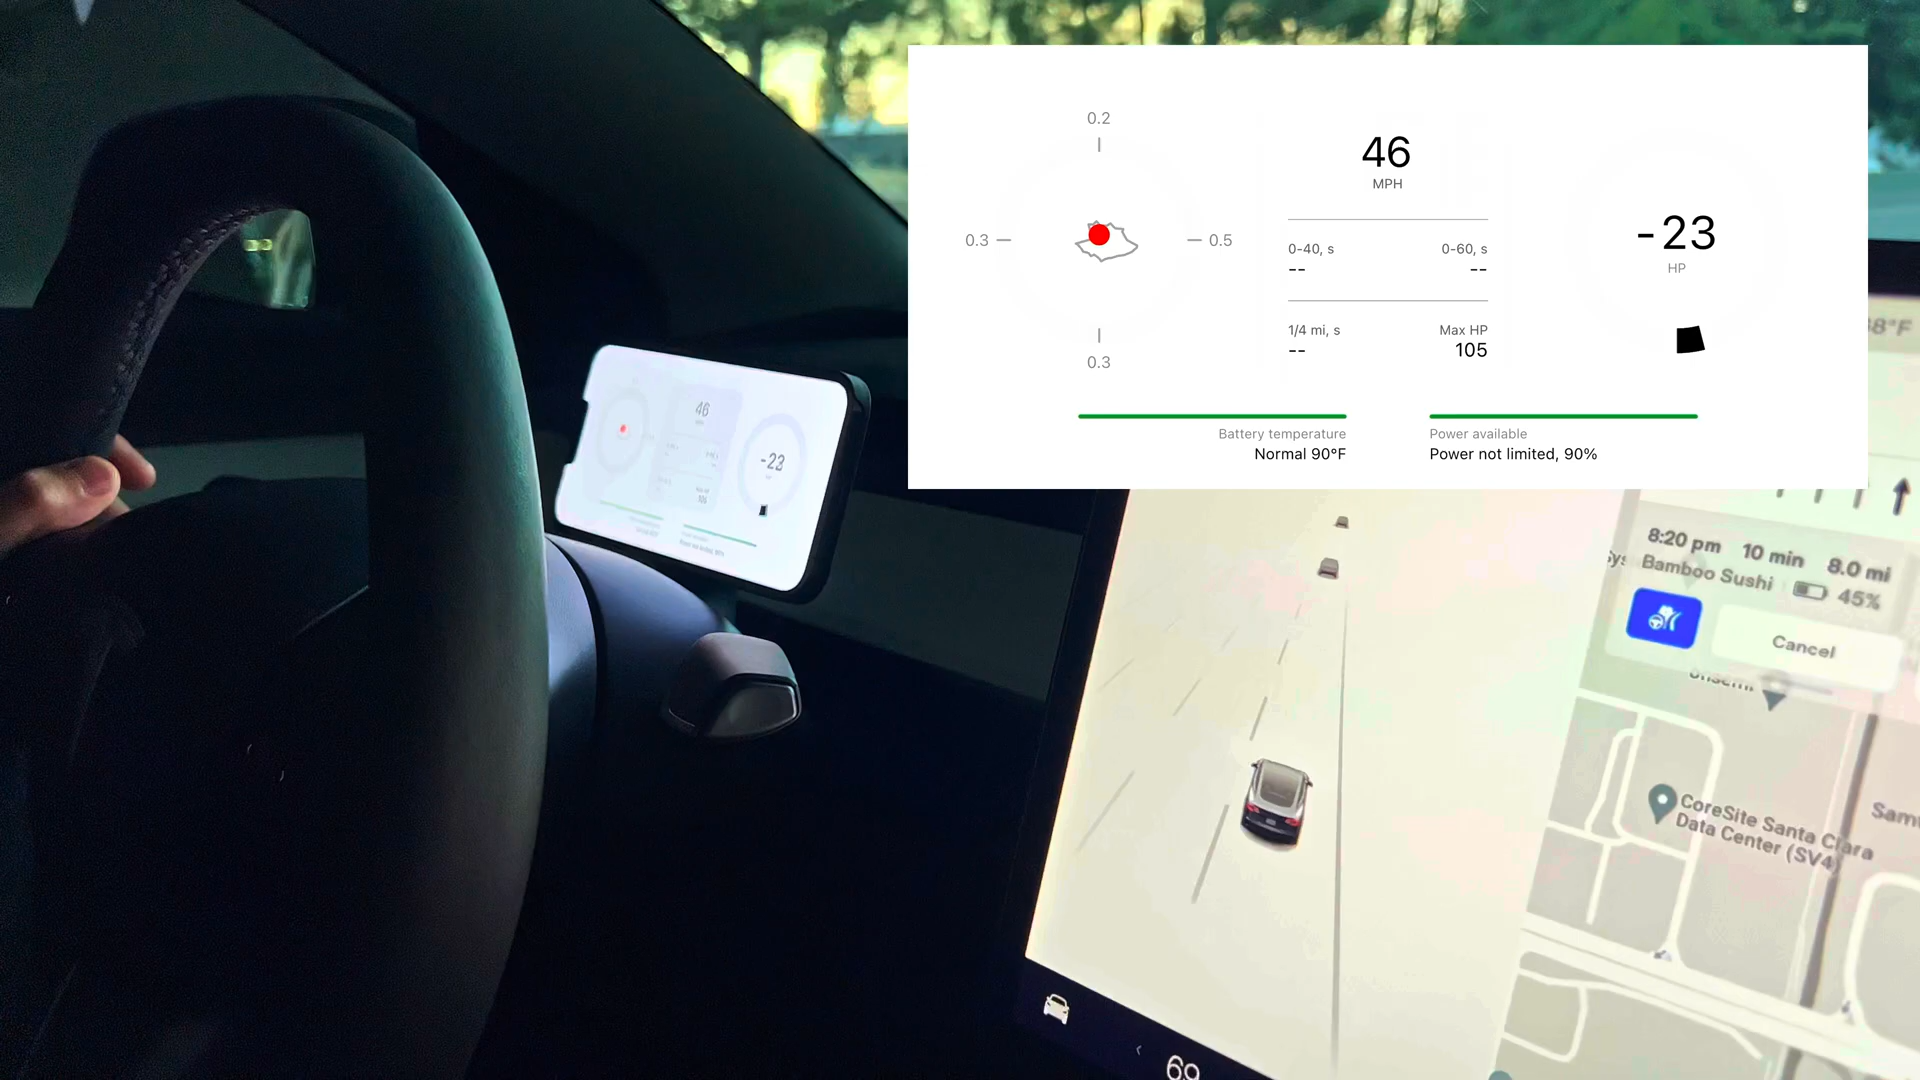 0.2
0.3
0.5
0.3
46
MPH
0-40, s
--
0-60, s
--
1/4 mi, s
--
Max HP
105
-23
HP
Battery temperature
Normal 90°F
Power available
Power not limited, 90%
46
-23
8:20 pm 10 min 8.0 mi
Bamboo Sushi 45%
Cancel
CoreSite Santa Clara
Data Center (SV4)
69